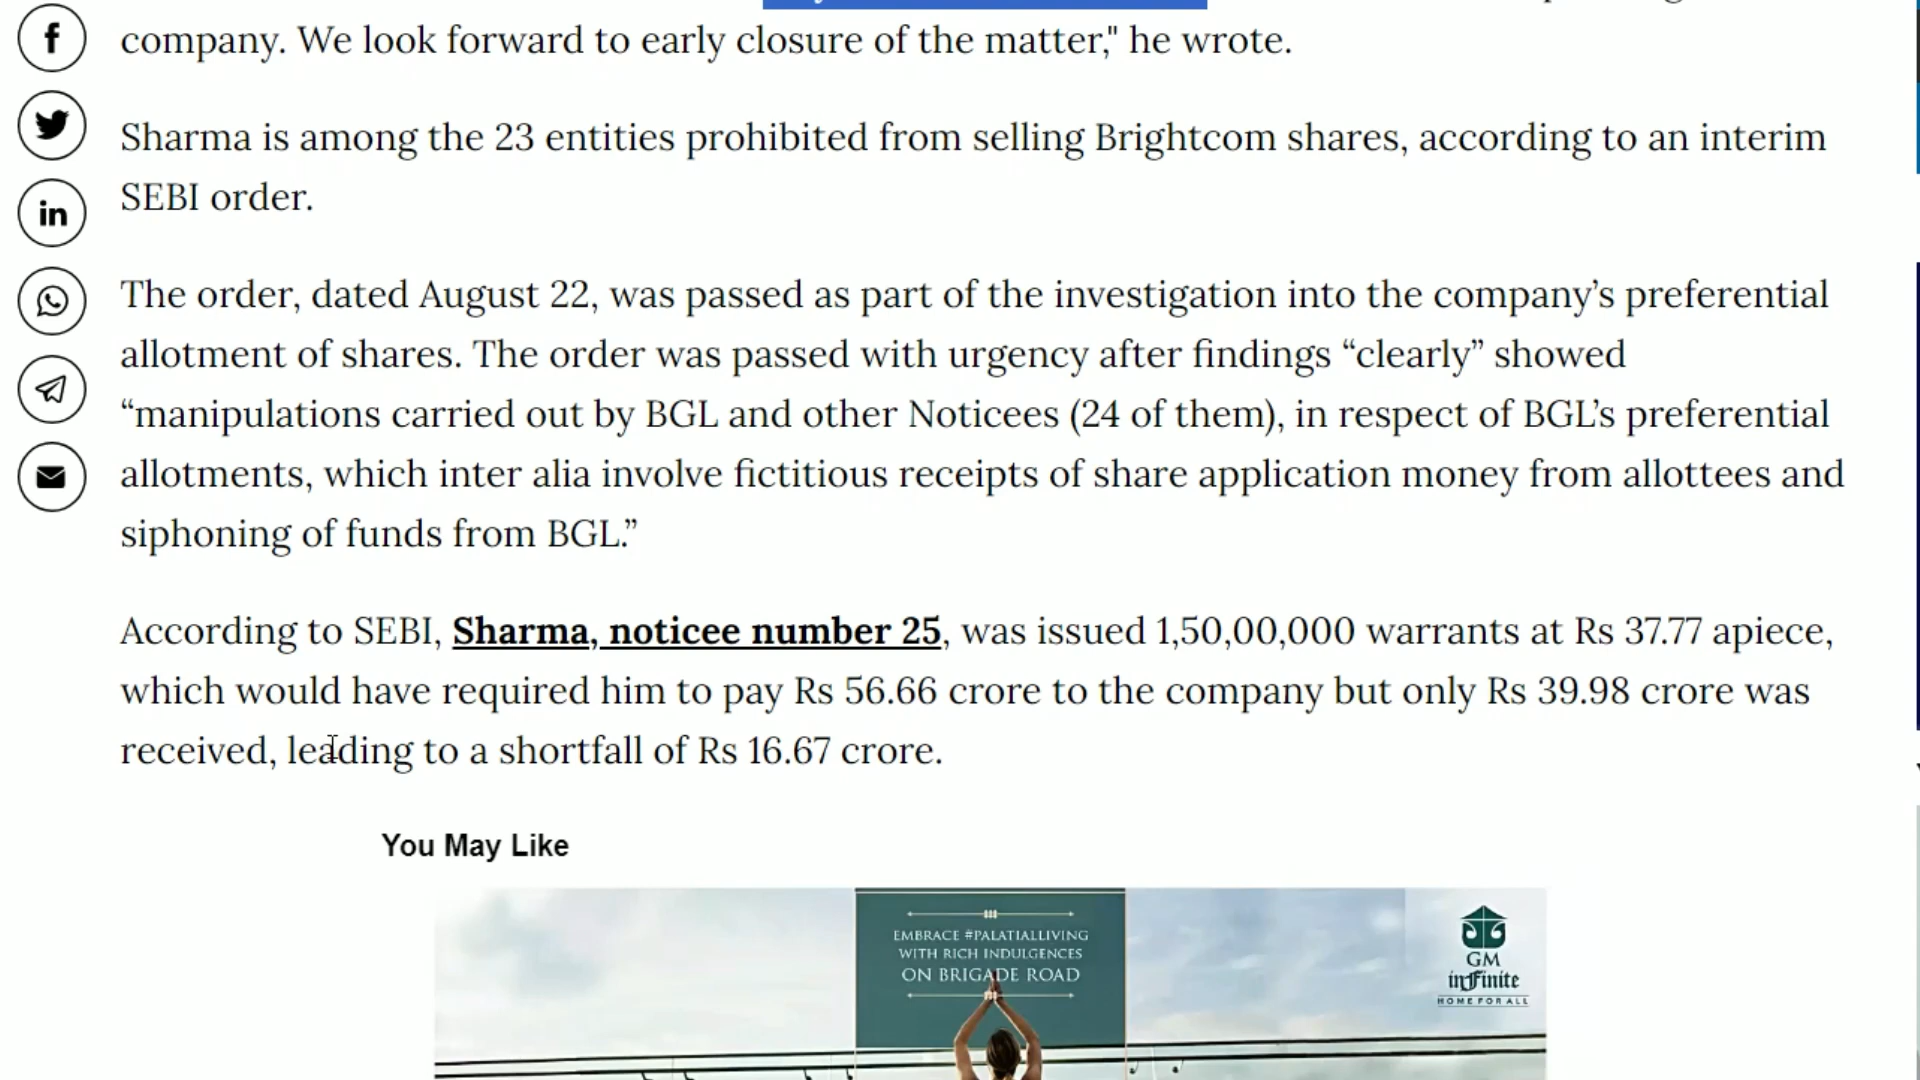 company. We look forward to early closure of the matter," he wrote.
Sharma is among the 23 entities prohibited from selling Brightcom shares, according to an interim
SEBI order.
The order, dated August 22, was passed as part of the investigation into the company’s preferential
allotment of shares. The order was passed with urgency after findings “clearly” showed
“manipulations carried out by BGL and other Noticees (24 of them), in respect of BGL’s preferential
allotments, which inter alia involve fictitious receipts of share application money from allottees and
siphoning of funds from BGL.”
According to SEBI, Sharma, noticee number 25, was issued 1,50,00,000 warrants at Rs 37.77 apiece,
which would have required him to pay Rs 56.66 crore to the company but only Rs 39.98 crore was
received, leading to a shortfall of Rs 16.67 crore.
You May Like
EMBRACE #PALATIALLIVING
WITH RICH INDULGENCES
ON BRIGADE ROAD
GM
infinite
HOME FOR ALL